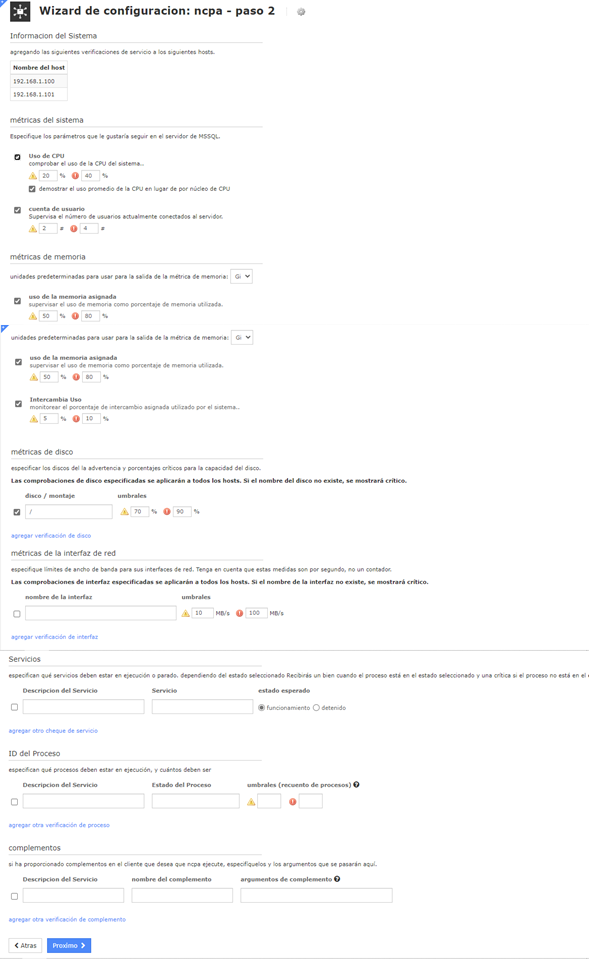 Wizard de configuracion: ncpa - paso 2
Informacion del Sistema
agregando las siguientes verificaciones de servicio a los siguientes hosts.
Nombre del host
192.168.1.100
192.168.1.101
métricas del sistema
Especifique los parámetros que le gustaría seguir en el servidor de MSSQL.
Uso de CPU
comprobar el uso de la CPU del sistema..
20 % 40 %
demostrar el uso promedio de la CPU en lugar de por núcleo de CPU
cuenta de usuario
Supervisa el número de usuarios actualmente conectados al servidor.
2 # 4 #
métricas de memoria
unidades predeterminadas para usar para la salida de la métrica de memoria: Gi
uso de la memoria asignada
supervisar el uso de memoria como porcentaje de memoria utilizada.
50 % 80 %
unidades predeterminadas para usar para la salida de la métrica de memoria: Gi
uso de la memoria asignada
supervisar el uso de memoria como porcentaje de memoria utilizada.
50 % 80 %
Intercambia Uso
monitorear el porcentaje de intercambio asignada utilizado por el sistema..
5 % 10 %
métricas de disco
especificar los discos del la advertencia y porcentajes críticos para la capacidad del disco.
Las comprobaciones de disco especificadas se aplicarán a todos los hosts. Si el nombre del disco no existe, se mostrará crítico.
disco / montaje umbrales
/ 70 % 90 %
agregar verificación de disco
métricas de la interfaz de red
especifique límites de ancho de banda para sus interfaces de red. Tenga en cuenta que estas medidas son por segundo, no un contador.
Las comprobaciones de interfaz especificadas se aplicarán a todos los hosts. Si el nombre de la interfaz no existe, se mostrará crítico.
nombre de la interfaz umbrales
10 MB/s 100 MB/s
agregar verificación de interfaz
Servicios
especifican qué servicios deben estar en ejecución o parado. dependiendo del estado seleccionado Recibirás un bien cuando el proceso está en el estado seleccionado y una crítica si el proceso no está en el
Descripcion del Servicio Servicio estado esperado
funcionamiento detenido
agregar otro cheque de servicio
ID del Proceso
especifican qué procesos deben estar en ejecución, y cuántos deben ser
Descripcion del Servicio Estado del Proceso umbrales (recuento de procesos)
agregar otra verificación de proceso
complementos
si ha proporcionado complementos en el cliente que desea que ncpa ejecute, especifíquelos y los argumentos que se pasarán aquí.
Descripcion del Servicio nombre del complemento argumentos de complemento
agregar otra verificación de complemento
Atras Proximo